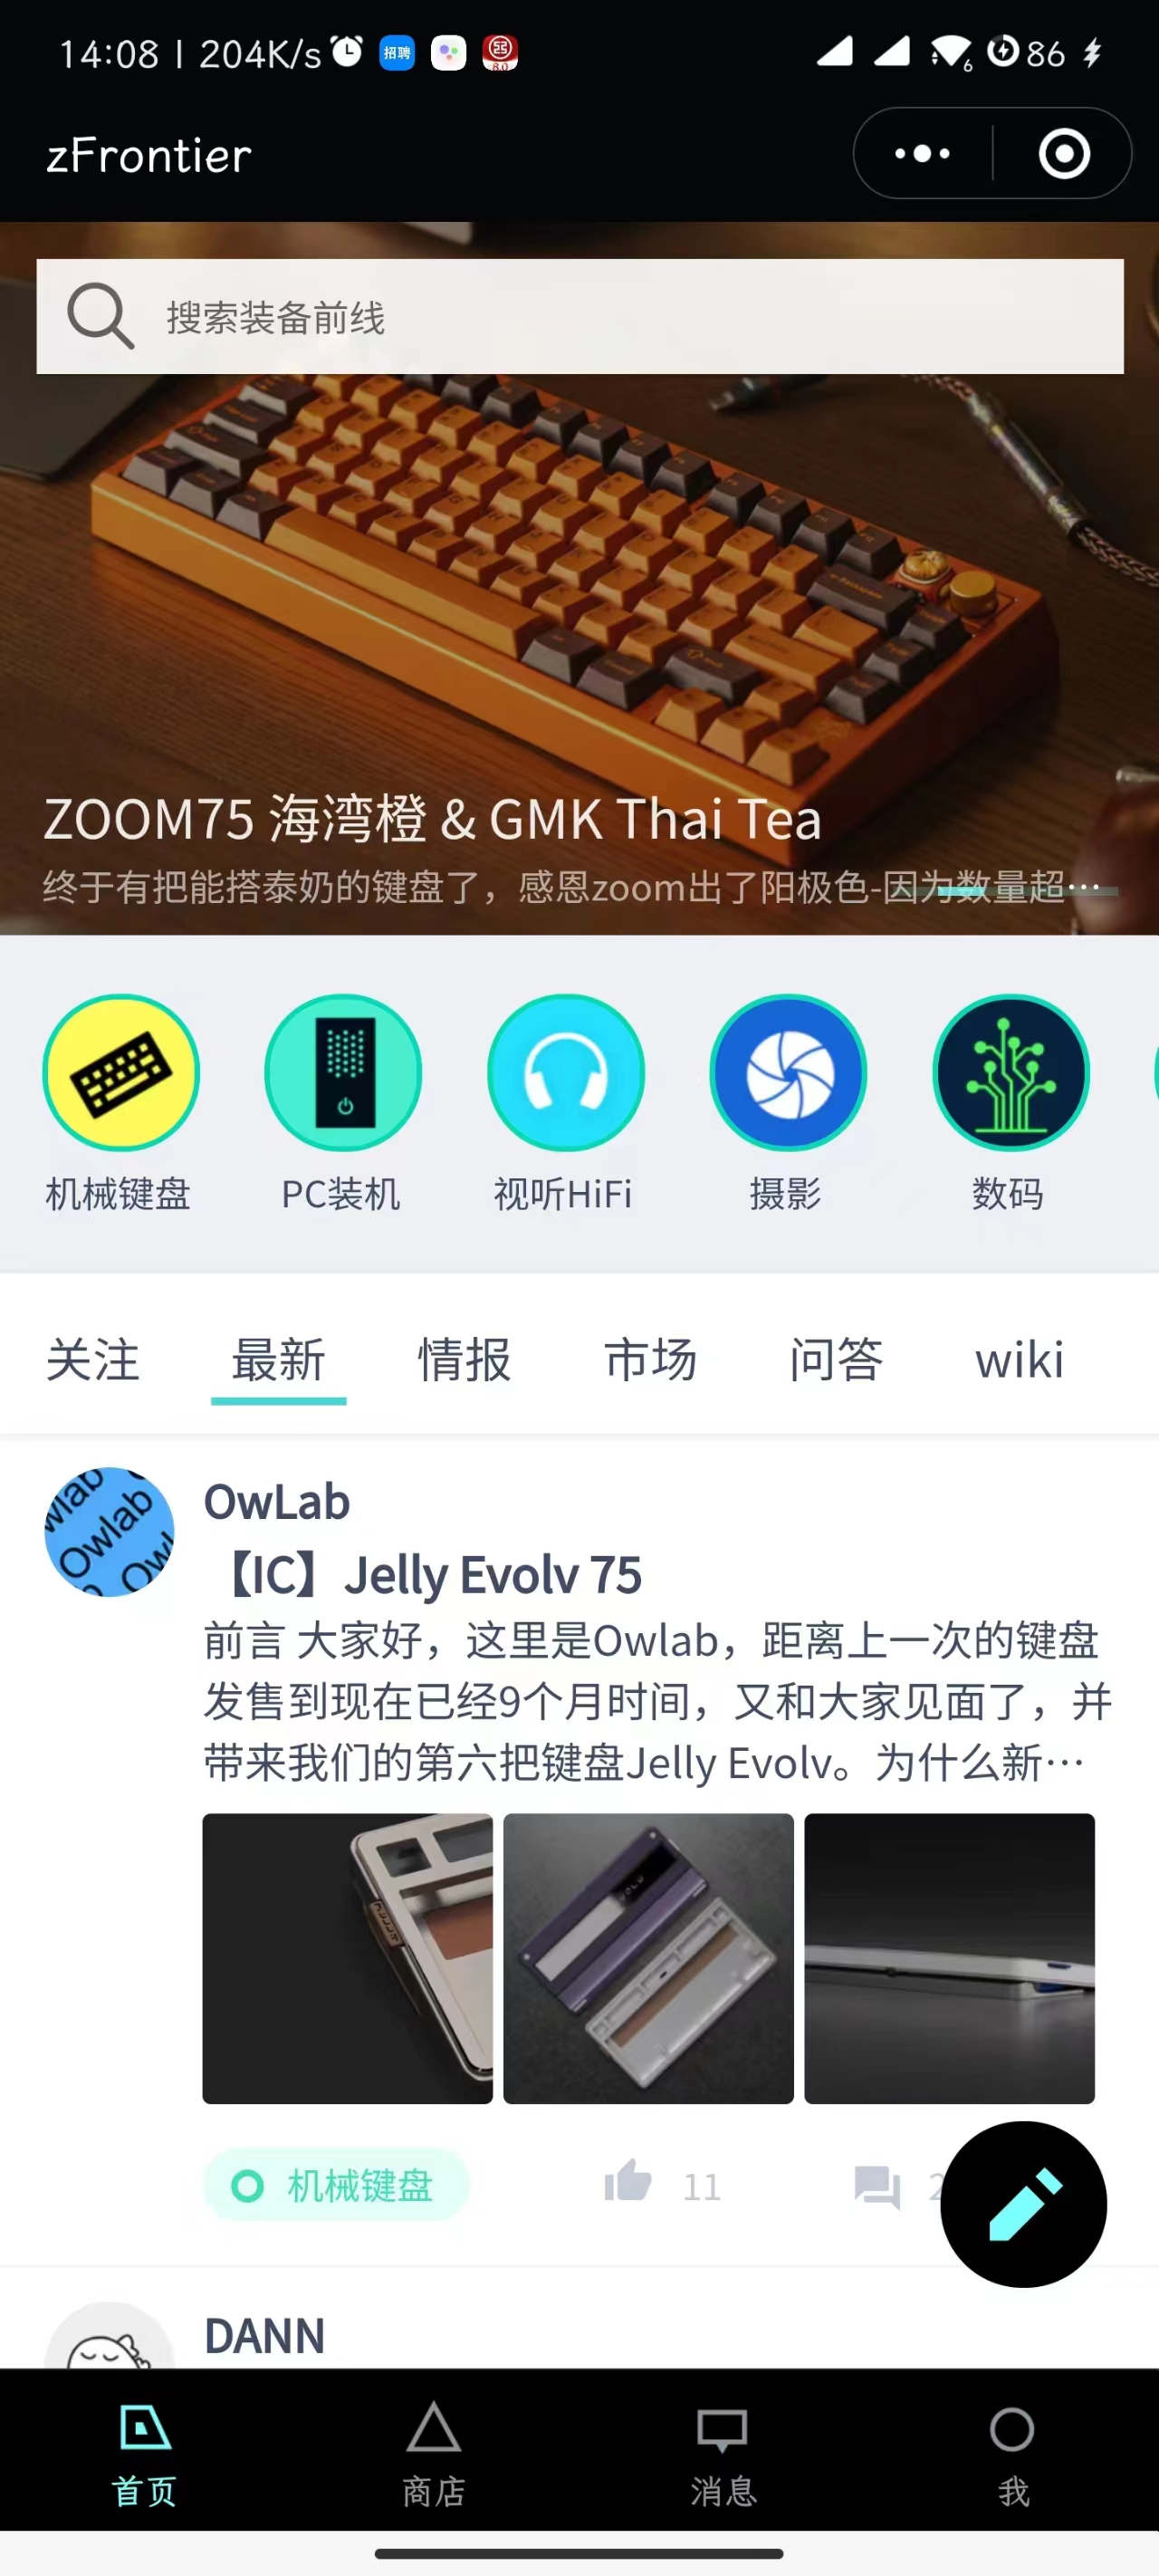 14:08 | 204K/s 招聘 8.0 6 86
zFrontier
搜索装备前线
ZOOM75 海湾橙 & GMK Thai Tea
终于有把能搭泰奶的键盘了，感恩zoom出了阳极色-因为数量超…
机械键盘 PC装机 视听HiFi 摄影 数码
关注 最新 情报 市场 问答 wiki
Owlab
OwLab
【IC】Jelly Evolv 75
前言 大家好，这里是Owlab，距离上一次的键盘
发售到现在已经9个月时间，又和大家见面了，并
带来我们的第六把键盘Jelly Evolv。为什么新…
机械键盘 11 2
DANN
首页 商店 消息 我